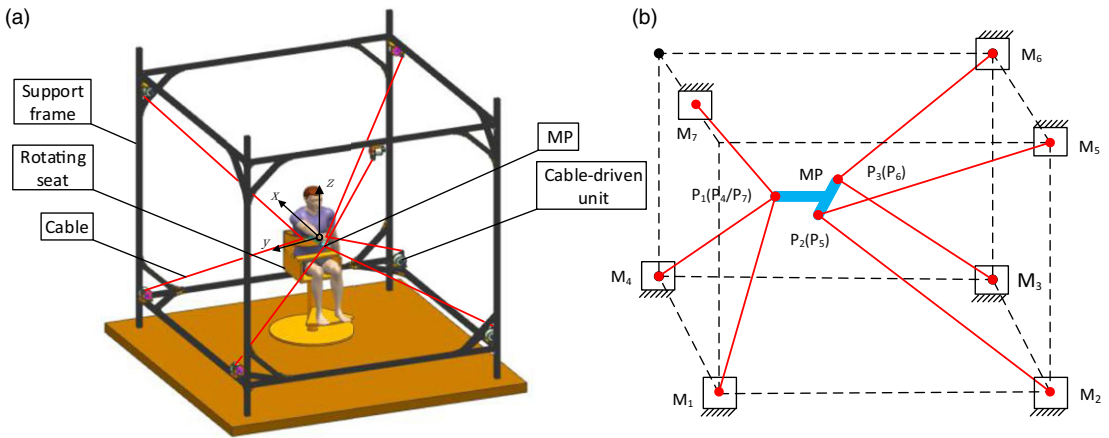 (a)
Support
frame
Rotating
seat
Cable
MP
Cable-driven
unit
x
y
z
(b)
M₆
M₇
M₅
MP
P₃(P₆)
P₁(P₄/P₇)
P₂(P₅)
M₄
M₃
M₁
M₂